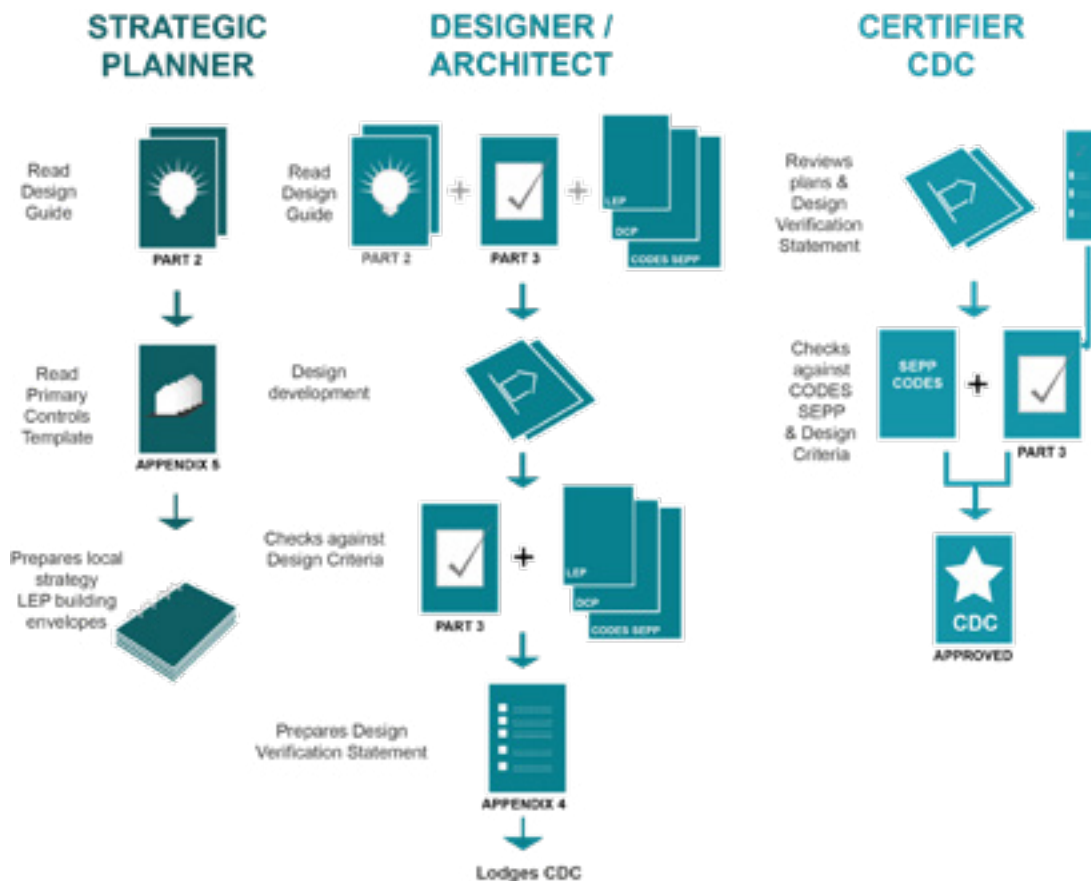 STRATEGIC
PLANNER
Read
Design
Guide
PART 2
Read
Primary
Controls
Template
APPENDIX 5
Prepares local
strategy
LEP building
envelopes
DESIGNER /
ARCHITECT
Read
Design
Guide
+
+
LEP
DCP
CODES SEPP
PART 2
PART 3
Design
development
Checks against
Design Criteria
+
LEP
DCP
CODES SEPP
PART 3
Prepares Design
Verification Statement
APPENDIX 4
Lodges CDC
CERTIFIER
CDC
Reviews
plans &
Design
Verification
Statement
Checks
against
CODES
SEPP
& Design
Criteria
SEPP
CODES
+
PART 3
CDC
APPROVED